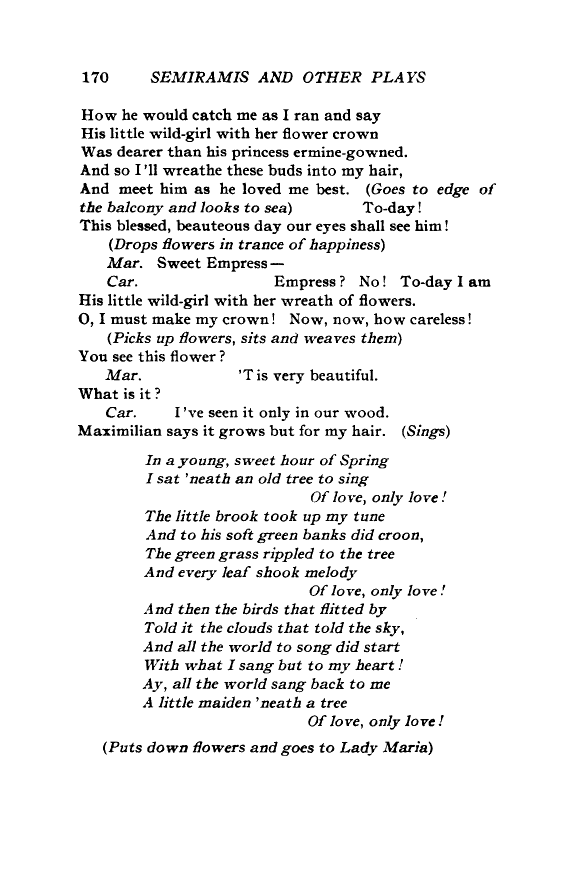 170 SEMIRAMIS AND OTHER PLAYS
How he would catch me as I ran and say
His little wild-girl with her flower crown
Was dearer than his princess ermine-gowned.
And so I'll wreathe these buds into my hair,
And meet him as he loved me best. (Goes to edge of
the balcony and looks to sea) To-day!
This blessed, beauteous day our eyes shall see him!
(Drops flowers in trance of happiness)
Mar. Sweet Empress—
Car. Empress? No! To-day I am
His little wild-girl with her wreath of flowers.
O, I must make my crown! Now, now, how careless!
(Picks up flowers, sits and weaves them)
You see this flower?
Mar. 'T is very beautiful.
What is it?
Car. I've seen it only in our wood.
Maximilian says it grows but for my hair. (Sings)
In a young, sweet hour of Spring
I sat 'neath an old tree to sing
Of love, only love!
The little brook took up my tune
And to his soft green banks did croon,
The green grass rippled to the tree
And every leaf shook melody
Of love, only love!
And then the birds that flitted by
Told it the clouds that told the sky,
And all the world to song did start
With what I sang but to my heart!
Ay, all the world sang back to me
A little maiden 'neath a tree
Of love, only love!
(Puts down flowers and goes to Lady Maria)